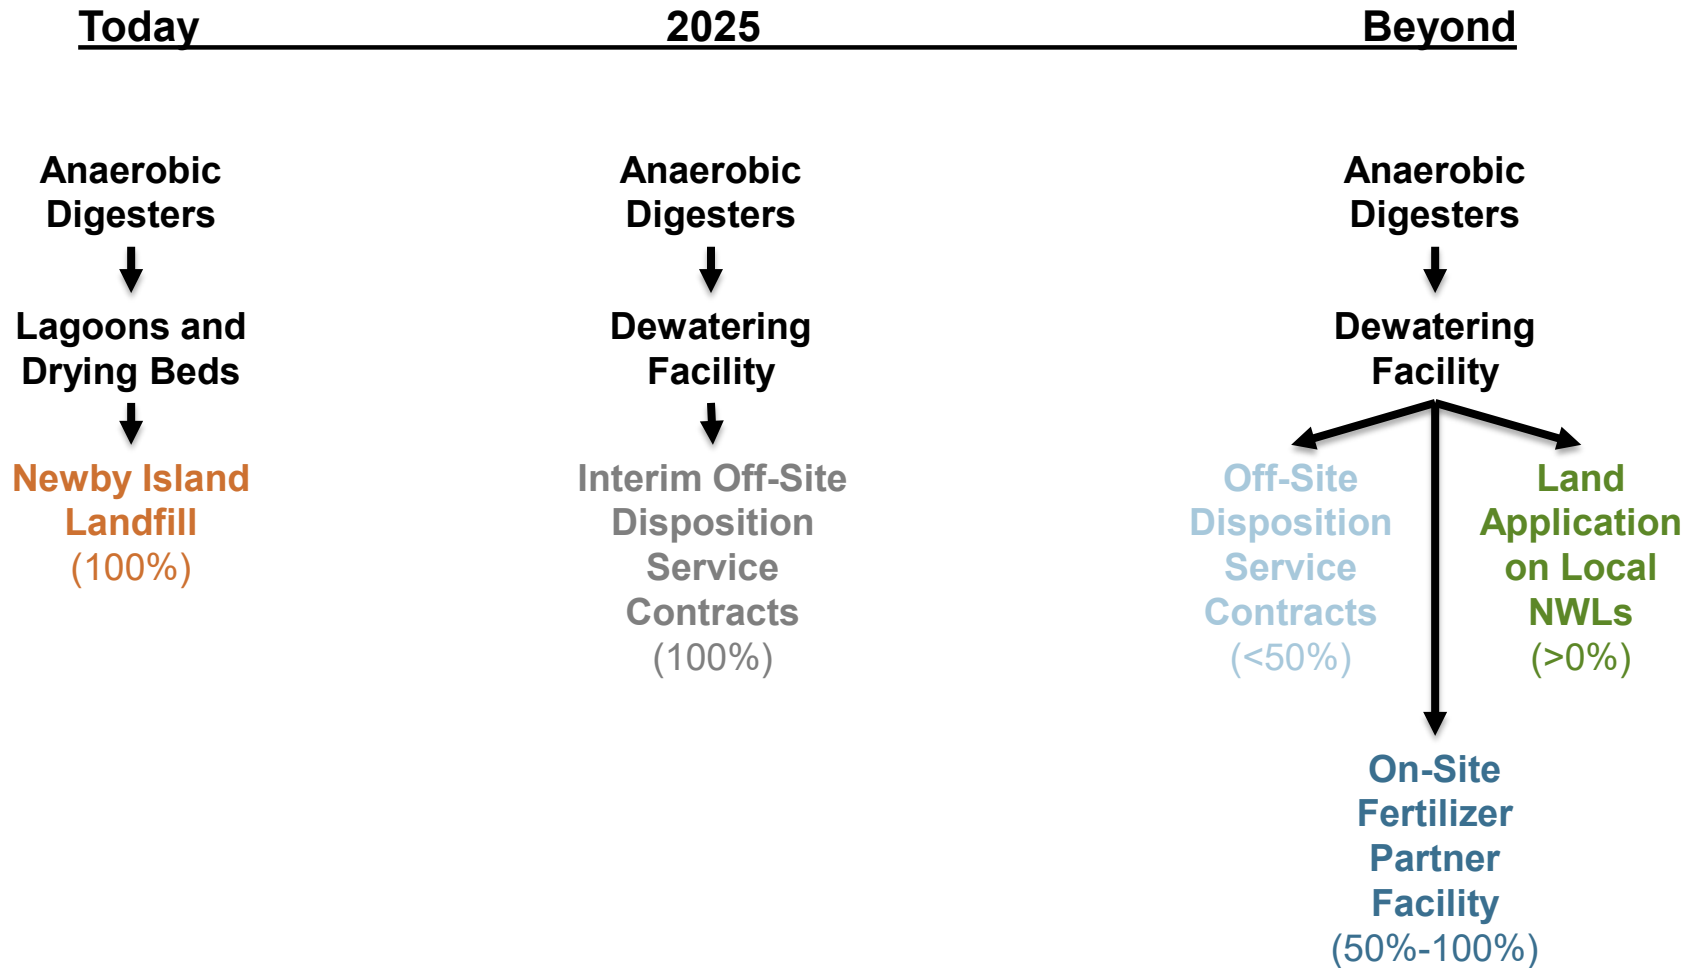 Today
2025
Beyond
Anaerobic
Digesters
Lagoons and
Drying Beds
Newby Island
Landfill
(100%)
Anaerobic
Digesters
Dewatering
Facility
Interim Off-Site
Disposition
Service
Contracts
(100%)
Anaerobic
Digesters
Dewatering
Facility
Off-Site
Disposition
Service
Contracts
(<50%)
Land
Application
on Local
NWLs
(>0%)
On-Site
Fertilizer
Partner
Facility
(50%-100%)